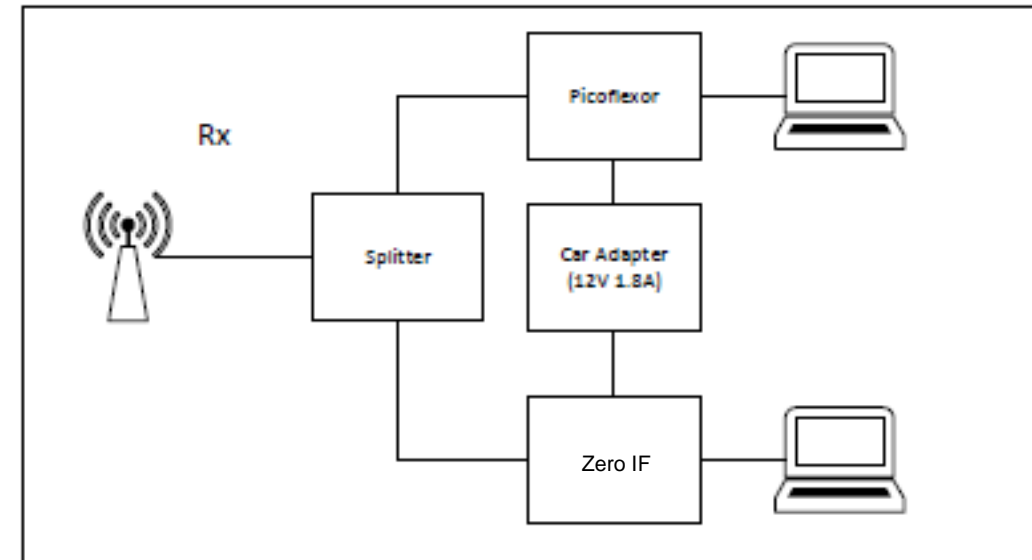 Rx
Picoflexor
Splitter
Car Adapter
(12V 1.8A)
Zero IF